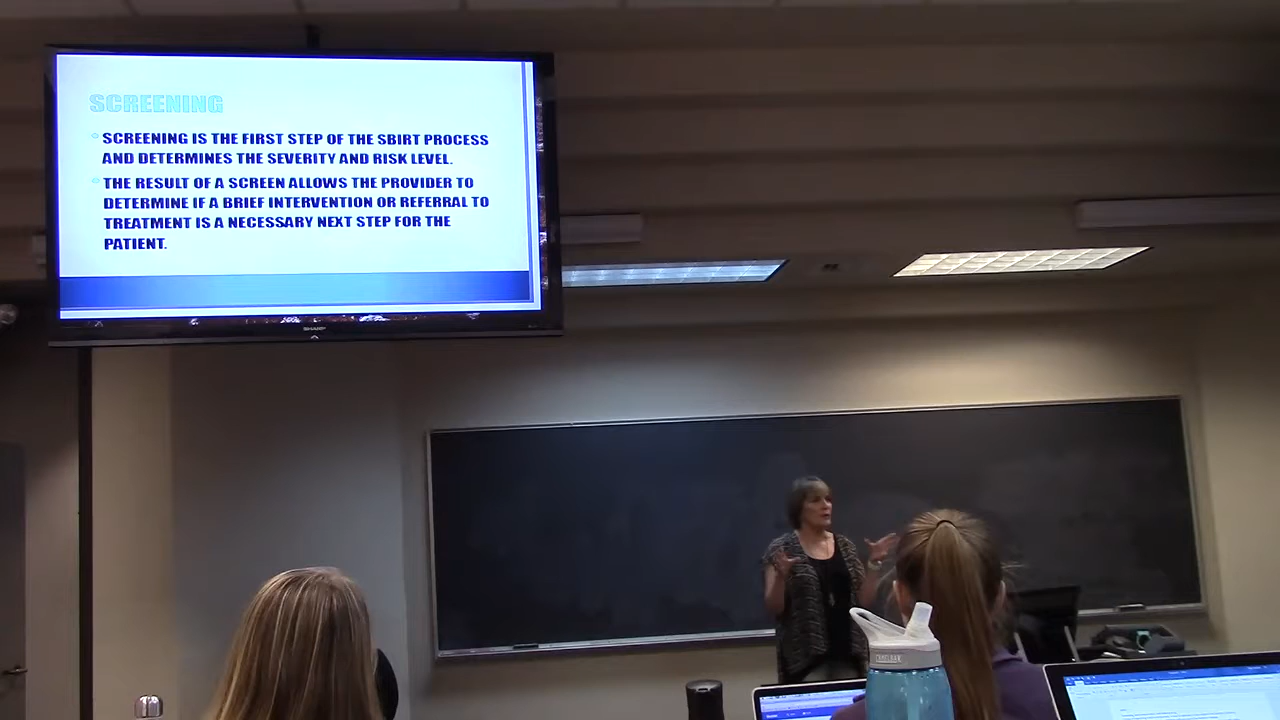 SCREENING
SCREENING IS THE FIRST STEP OF THE SBIRT PROCESS
AND DETERMINES THE SEVERITY AND RISK LEVEL.
THE RESULT OF A SCREEN ALLOWS THE PROVIDER TO
DETERMINE IF A BRIEF INTERVENTION OR REFERRAL TO
TREATMENT IS A NECESSARY NEXT STEP FOR THE
PATIENT.
SHARP
CAMELBAK